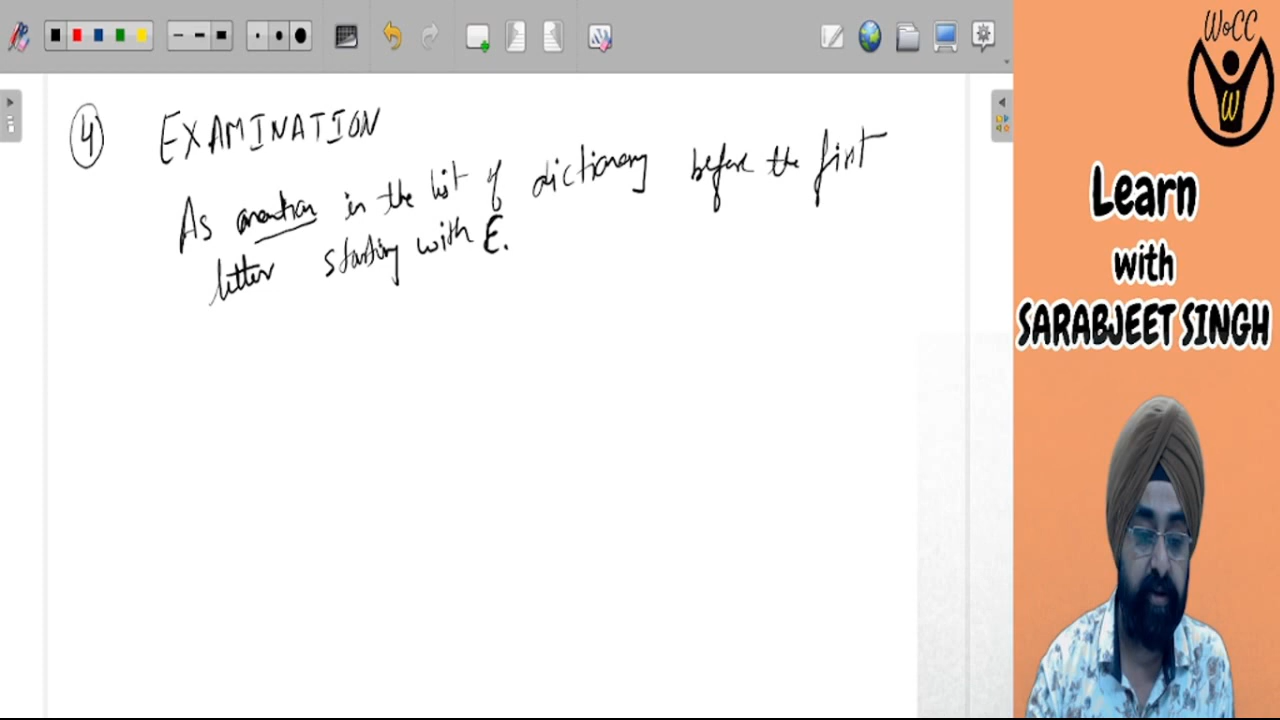 4 EXAMINATION
As mention in the list of dictionary before the first
letter starting with E.
WoCC
W
Learn
with
SARABJEET SINGH